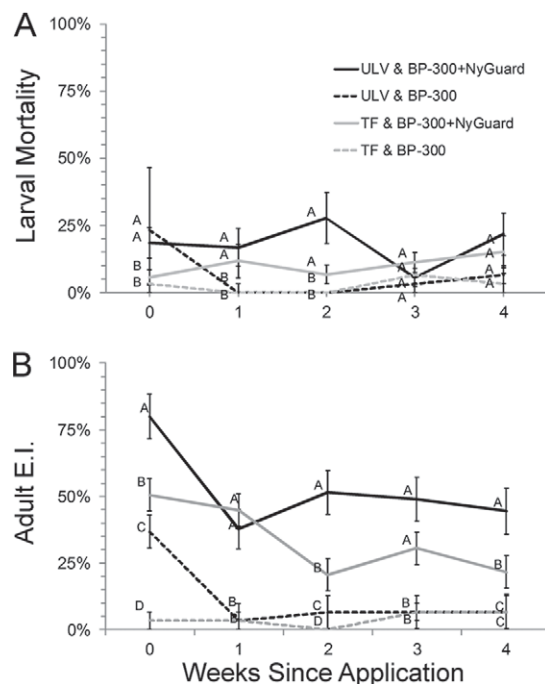 A
Larval Mortality
100%
75%
50%
25%
0%
ULV & BP-300+NyGuard
ULV & BP-300
TF & BP-300+NyGuard
TF & BP-300
A
A
B
B
A
A
B
B
A
B
B
A
A
A
A
A
A
A
A
0
1
2
3
4
B
Adult E.I.
100%
75%
50%
25%
0%
A
B
C
D
A
A
B
A
B
C
D
A
A
B
B
A
B
C
C
0
1
2
3
4
Weeks Since Application